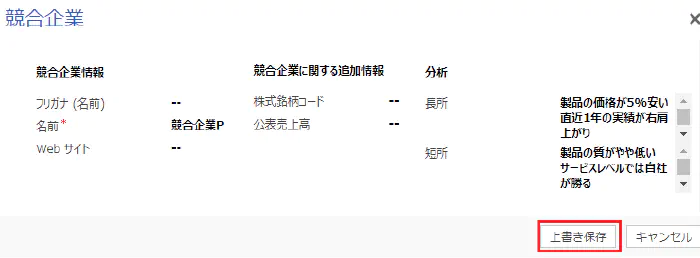 競合企業
競合企業情報
フリガナ (名前) --
名前* 競合企業P
Web サイト --
競合企業に関する追加情報
株式銘柄コード --
公表売上高 --
分析
長所
製品の価格が5%安い
直近1年の実績が右肩
上がり
短所
製品の質がやや低い
サービスレベルでは自社
が勝る
上書き保存
キャンセル